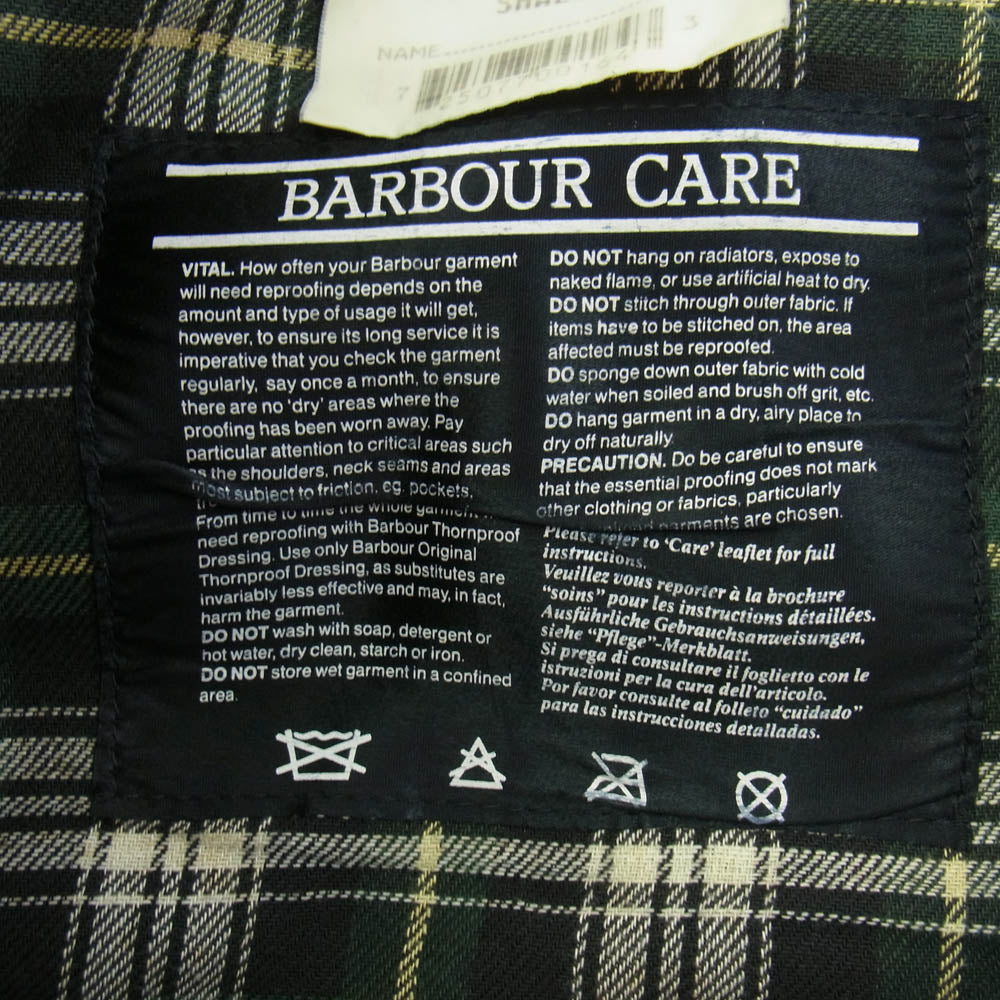 NAME
3
7
BARBOUR CARE
VITAL. How often your Barbour garment
will need reproofing depends on the
amount and type of usage it will get,
however, to ensure its long service it is
imperative that you check the garment
regularly, say once a month, to ensure
there are no 'dry' areas where the
proofing has been worn away. Pay
particular attention to critical areas such
as the shoulders, neck seams and areas
most subject to friction, eg. pockets,
From time to time the whole garment
need reproofing with Barbour Thornproof
Dressing. Use only Barbour Original
Thornproof Dressing, as substitutes are
invariably less effective and may, in fact,
harm the garment.
DO NOT wash with soap, detergent or
hot water, dry clean, starch or iron.
DO NOT store wet garment in a confined
area.
DO NOT hang on radiators, expose to
naked flame, or use artificial heat to dry.
DO NOT stitch through outer fabric. If
items have to be stitched on, the area
affected must be reproofed.
DO sponge down outer fabric with cold
water when soiled and brush off grit, etc.
DO hang garment in a dry, airy place to
dry off naturally.
PRECAUTION. Do be careful to ensure
that the essential proofing does not mark
other clothing or fabrics, particularly
garments are chosen.
Please refer to 'Care' leaflet for full
instructions.
Veuillez vous reporter à la brochure
"soins" pour les instructions détaillées.
Ausführliche Gebrauchsanweisungen,
siehe "Pflege"-Merkblatt.
Si prega di consultare il foglietto con le
istruzioni per la cura dell'articolo.
Por favor consulte al folleto "cuidado"
para las instrucciones detalladas.